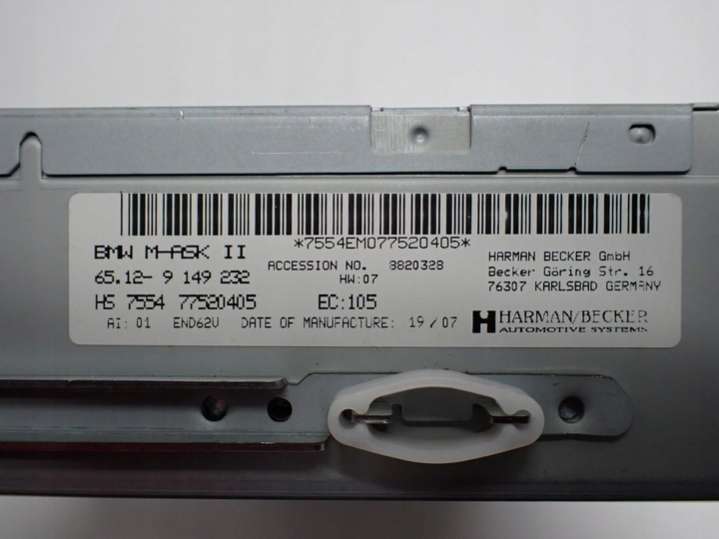 *7554EM077520405*
BMW M-ASK II
ACCESSION NO. 8820328
HARMAN BECKER GmbH
65.12- 9 149 232
HW:07
Becker Göring Str. 16
76307 KARLSBAD GERMANY
HS 7554 77520405 EC:105
AI: 01 END62V DATE OF MANUFACTURE: 19/07
HARMAN/BECKER
AUTOMOTIVE SYSTEMS